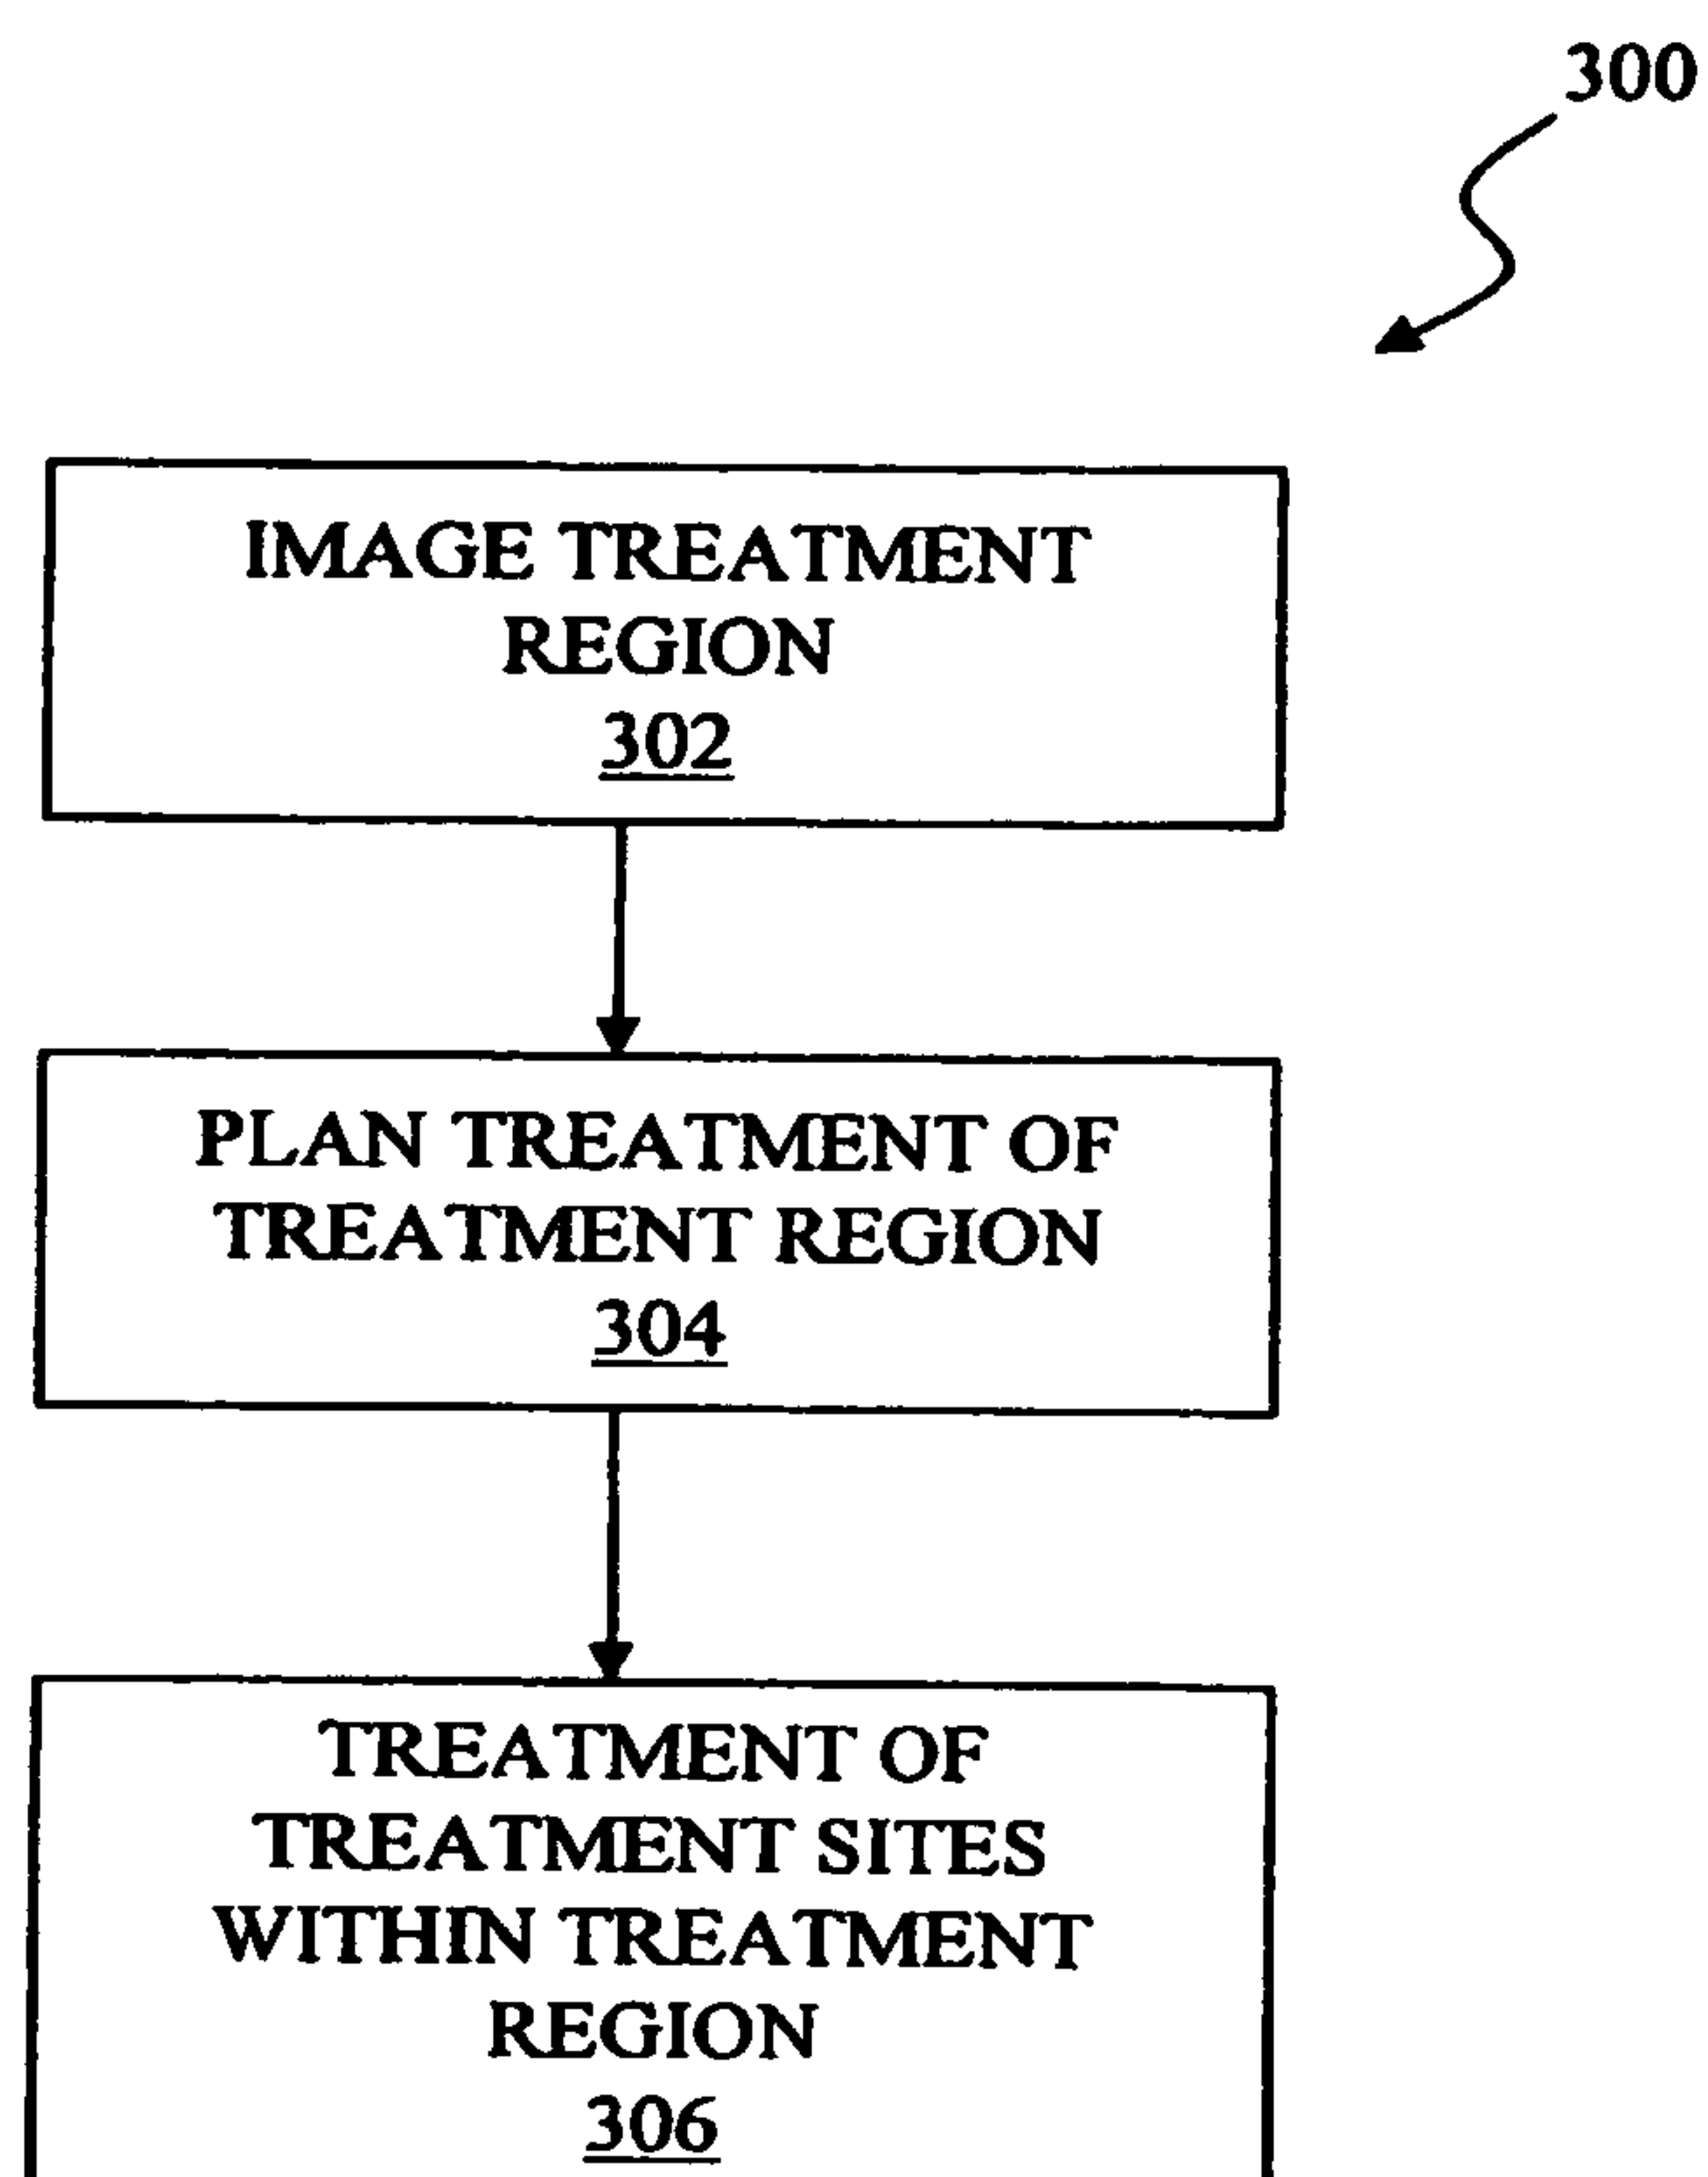 300
IMAGE TREATMENT
REGION
302
PLAN TREATMENT OF
TREATMENT REGION
304
TREATMENT OF
TREATMENT SITES
WITHIN TREATMENT
REGION
306